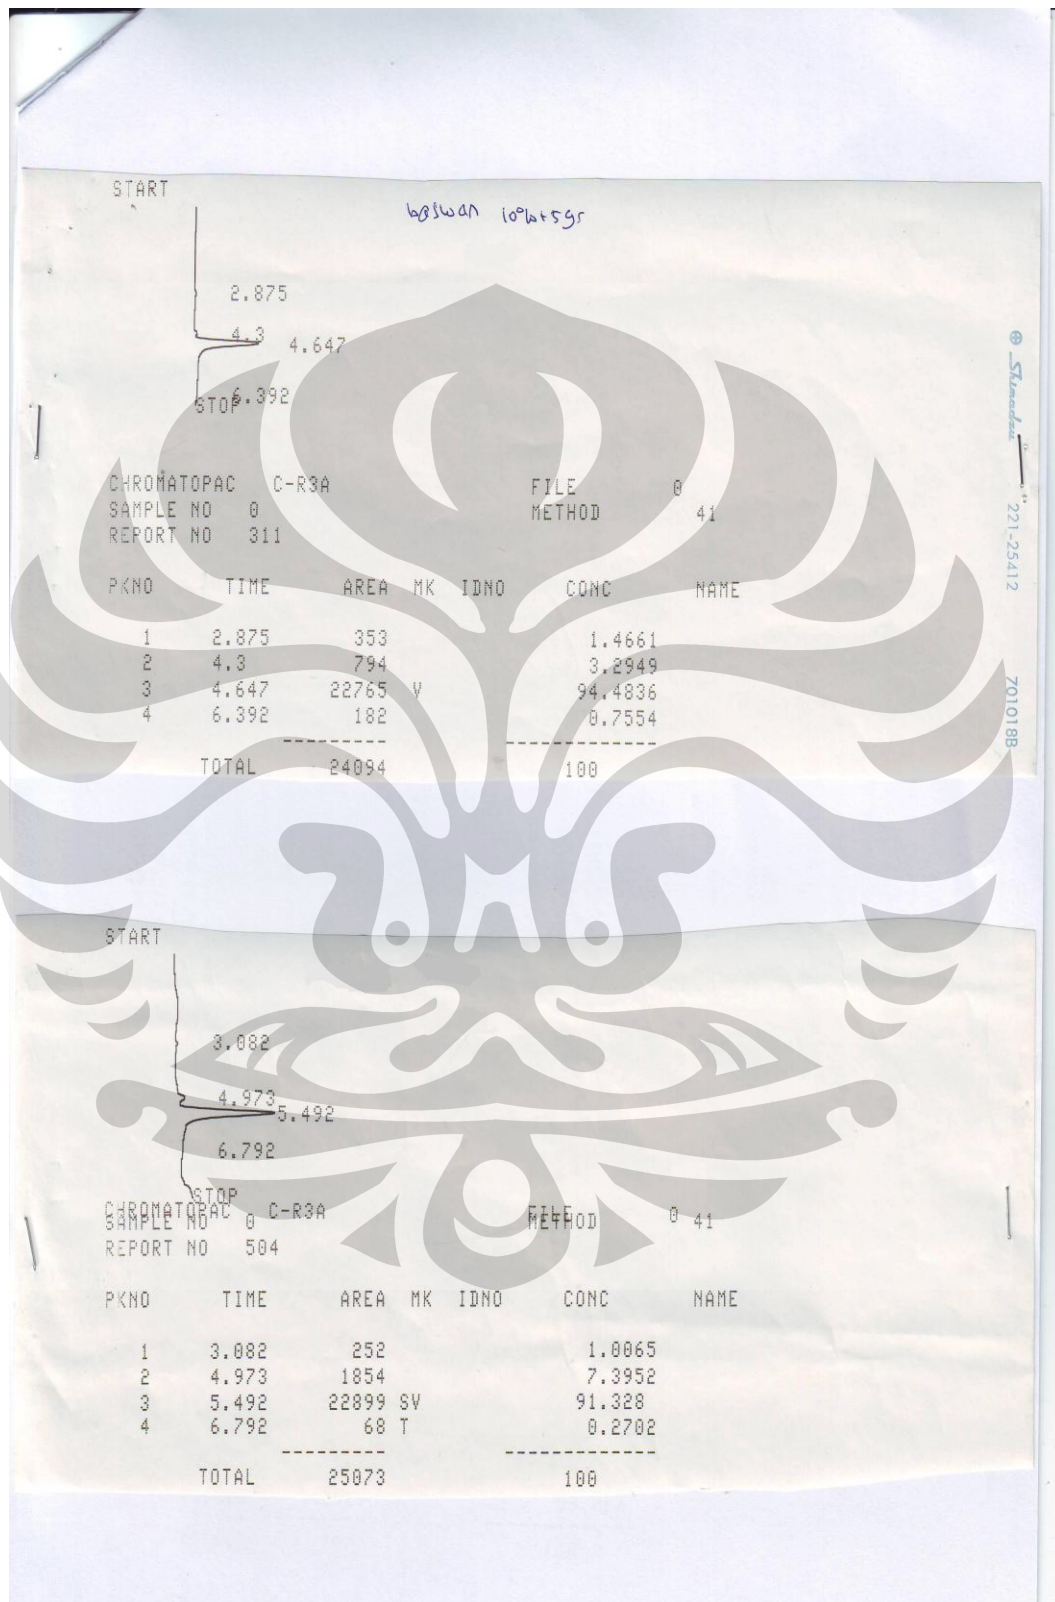 START
10% + 5 gr
2.875
4.3
4.647
6.392
STOP
CHROMATOPAC C-R3A FILE 0
SAMPLE NO 0 METHOD 41
REPORT NO 311
PKNO TIME AREA MK IDNO CONC NAME
1 2.875 353 1.4661
2 4.3 794 3.2949
3 4.647 22765 V 94.4836
4 6.392 182 0.7554
TOTAL 24094 100
Shimadzu
221-25412
701018B
START
3.082
4.973
5.492
6.792
STOP
CHROMATOPAC C-R3A FILE 0
SAMPLE NO 0 METHOD 41
REPORT NO 504
PKNO TIME AREA MK IDNO CONC NAME
1 3.082 252 1.0065
2 4.973 1854 7.3952
3 5.492 22899 SV 91.328
4 6.792 68 T 0.2702
TOTAL 25073 100